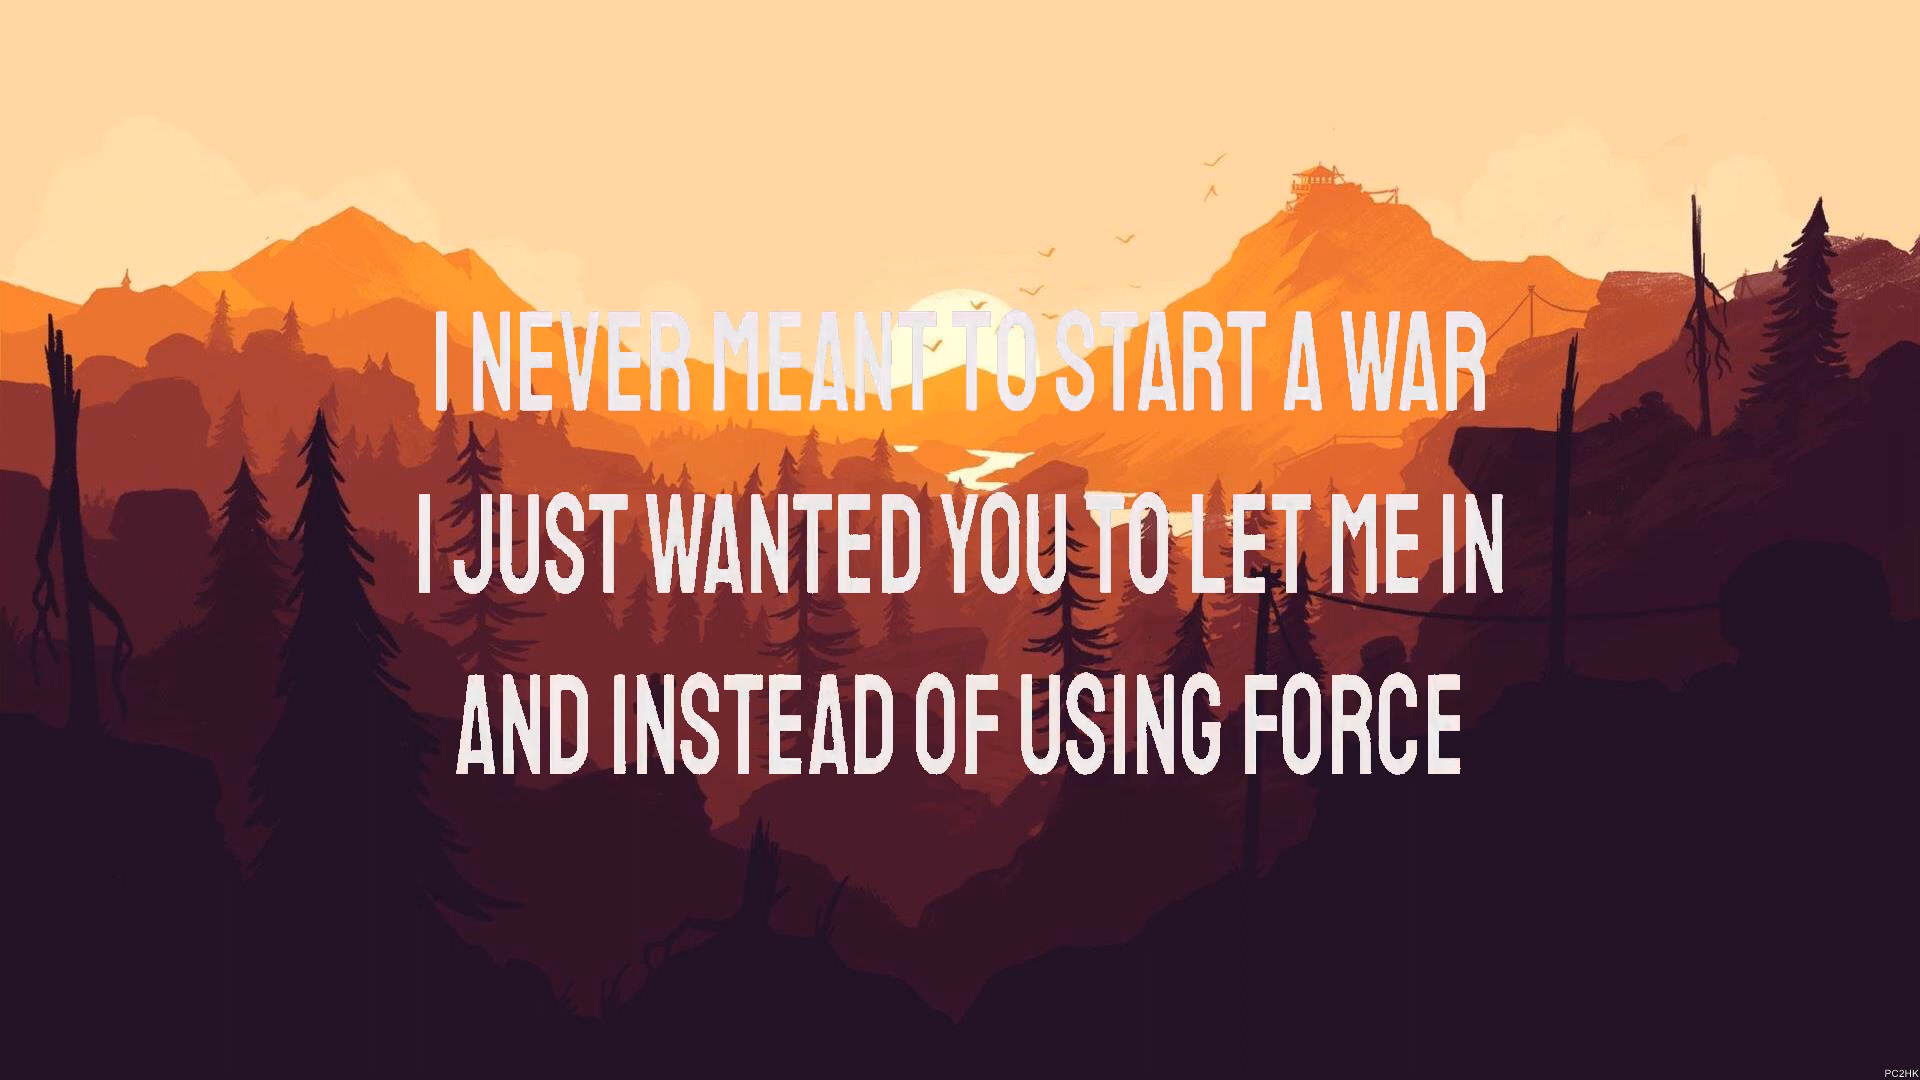 I NEVER MEANT TO START A WAR
I JUST WANTED YOU TO LET ME IN
AND INSTEAD OF USING FORCE
PC2HK